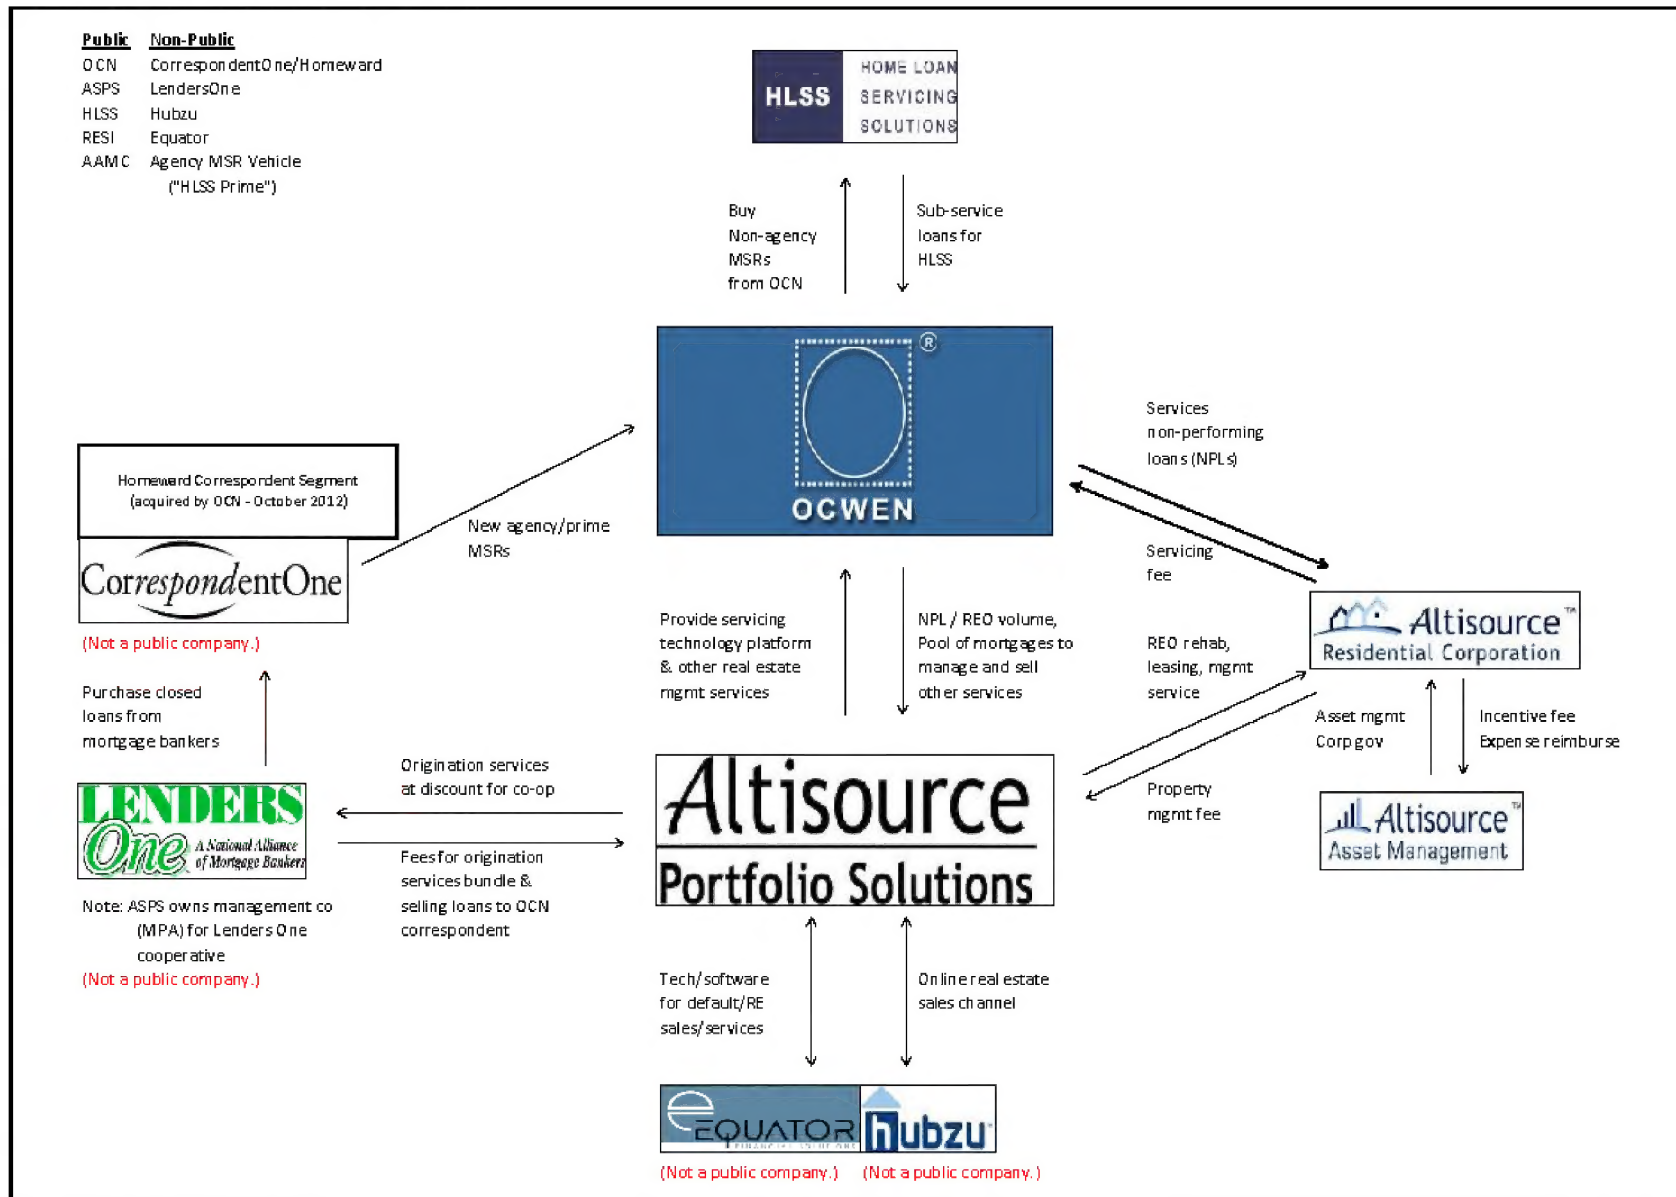 Public Non-Public
OCN CorrespondentOne/Homeward
ASPS LendersOne
HLSS Hubzu
RESI Equator
AAMC Agency MSR Vehicle
("HLSS Prime")
HLSS
HOME LOAN
SERVICING
SOLUTIONS
Buy
Non-agency
MSRs
from OCN
Sub-service
loans for
HLSS
®
OCWEN
Services
non-performing
loans (NPLs)
Servicing
fee
Homeward Correspondent Segment
(acquired by OCN - October 2012)
CorrespondentOne
(Not a public company.)
New agency/prime
MSRs
Provide servicing
technology platform
& other real estate
mgmt services
NPL / REO volume,
Pool of mortgages to
manage and sell
other services
REO rehab,
leasing, mgmt
service
Altisource™
Residential Corporation
Purchase closed
loans from
mortgage bankers
Asset mgmt
Corp gov
Incentive fee
Expense reimburse
Origination services
at discount for co-op
LENDERS
One
A National Alliance
of Mortgage Bankers
Fees for origination
services bundle &
selling loans to OCN
correspondent
Altisource
Portfolio Solutions
Property
mgmt fee
Altisource™
Asset Management
Note: ASPS owns management co
(MPA) for Lenders One
cooperative
(Not a public company.)
Tech/software
for default/RE
sales/services
Online real estate
sales channel
EQUATOR
FINANCIAL SOLUTIONS
hubzu
(Not a public company.) (Not a public company.)